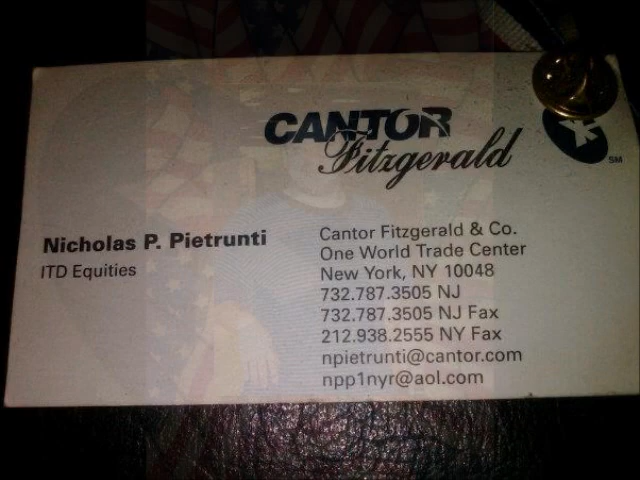 CANTOR
Fitzgerald
SM
Nicholas P. Pietrunti
ITD Equities
Cantor Fitzgerald & Co.
One World Trade Center
New York, NY 10048
732.787.3505 NJ
732.787.3505 NJ Fax
212.938.2555 NY Fax
npietrunti@cantor.com
npp1nyr@aol.com